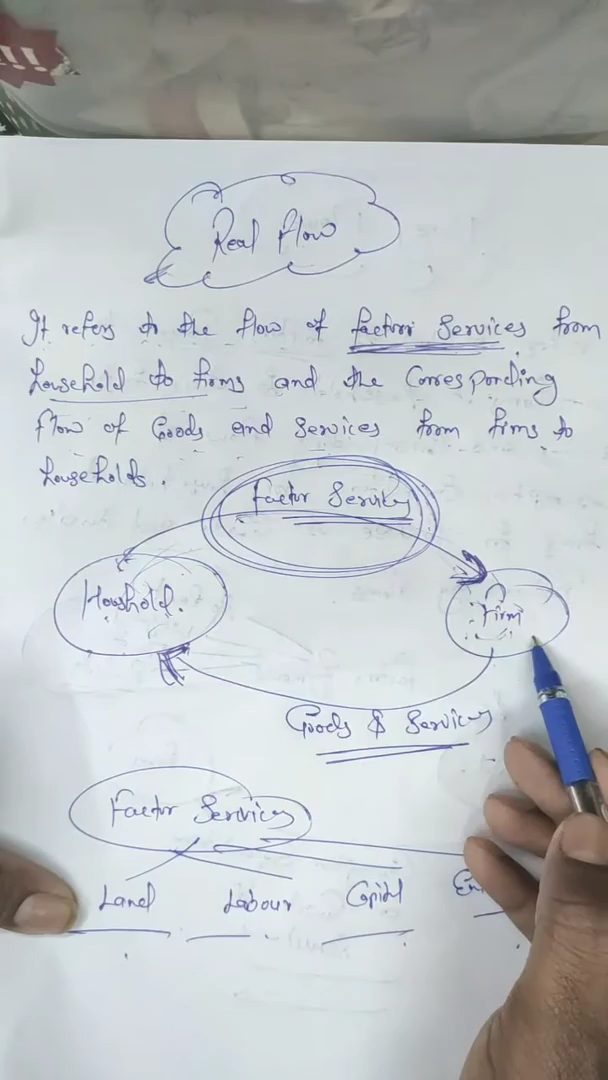 !!!
Real Flow
It refers to the flow of factor Services from
household to firms and the Corresponding
flow of Goods and Services from firms to
households.
Factor Services
Houshold.
Firm
Goods & Services
Factor Services
Land Labour Capital